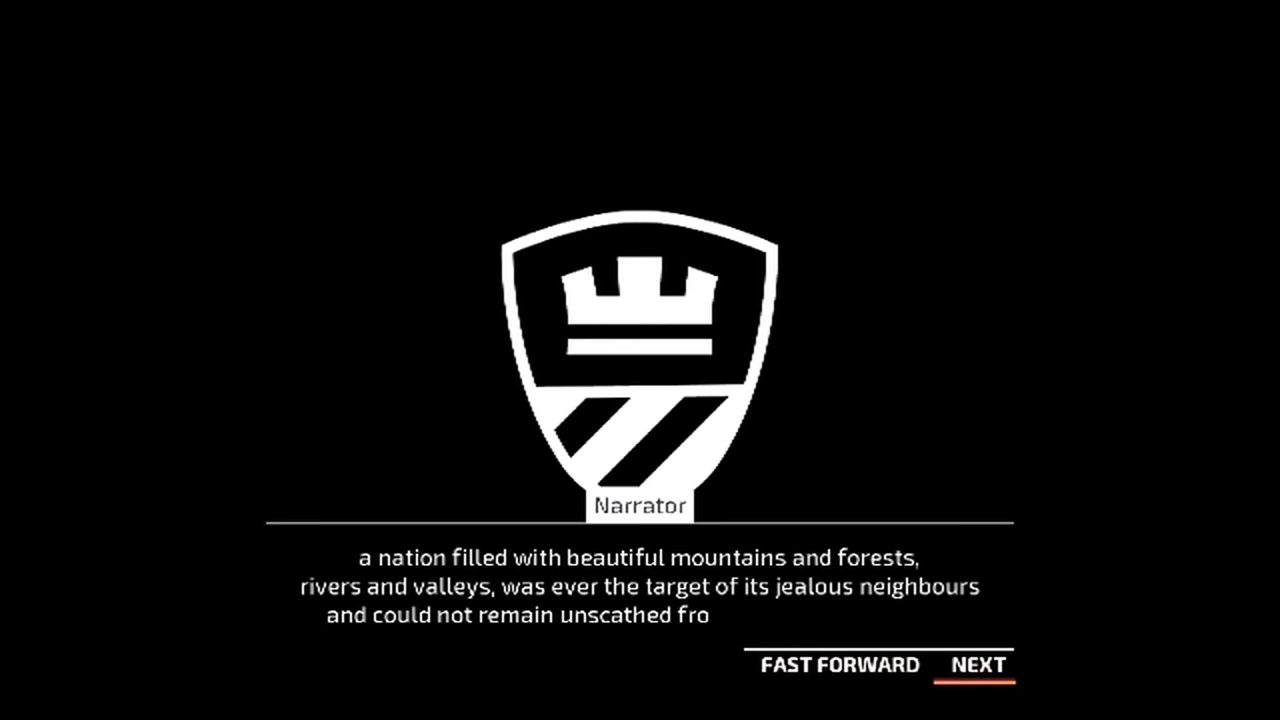 Narrator
a nation filled with beautiful mountains and forests,
rivers and valleys, was ever the target of its jealous neighbours
and could not remain unscathed fro
FAST FORWARD NEXT